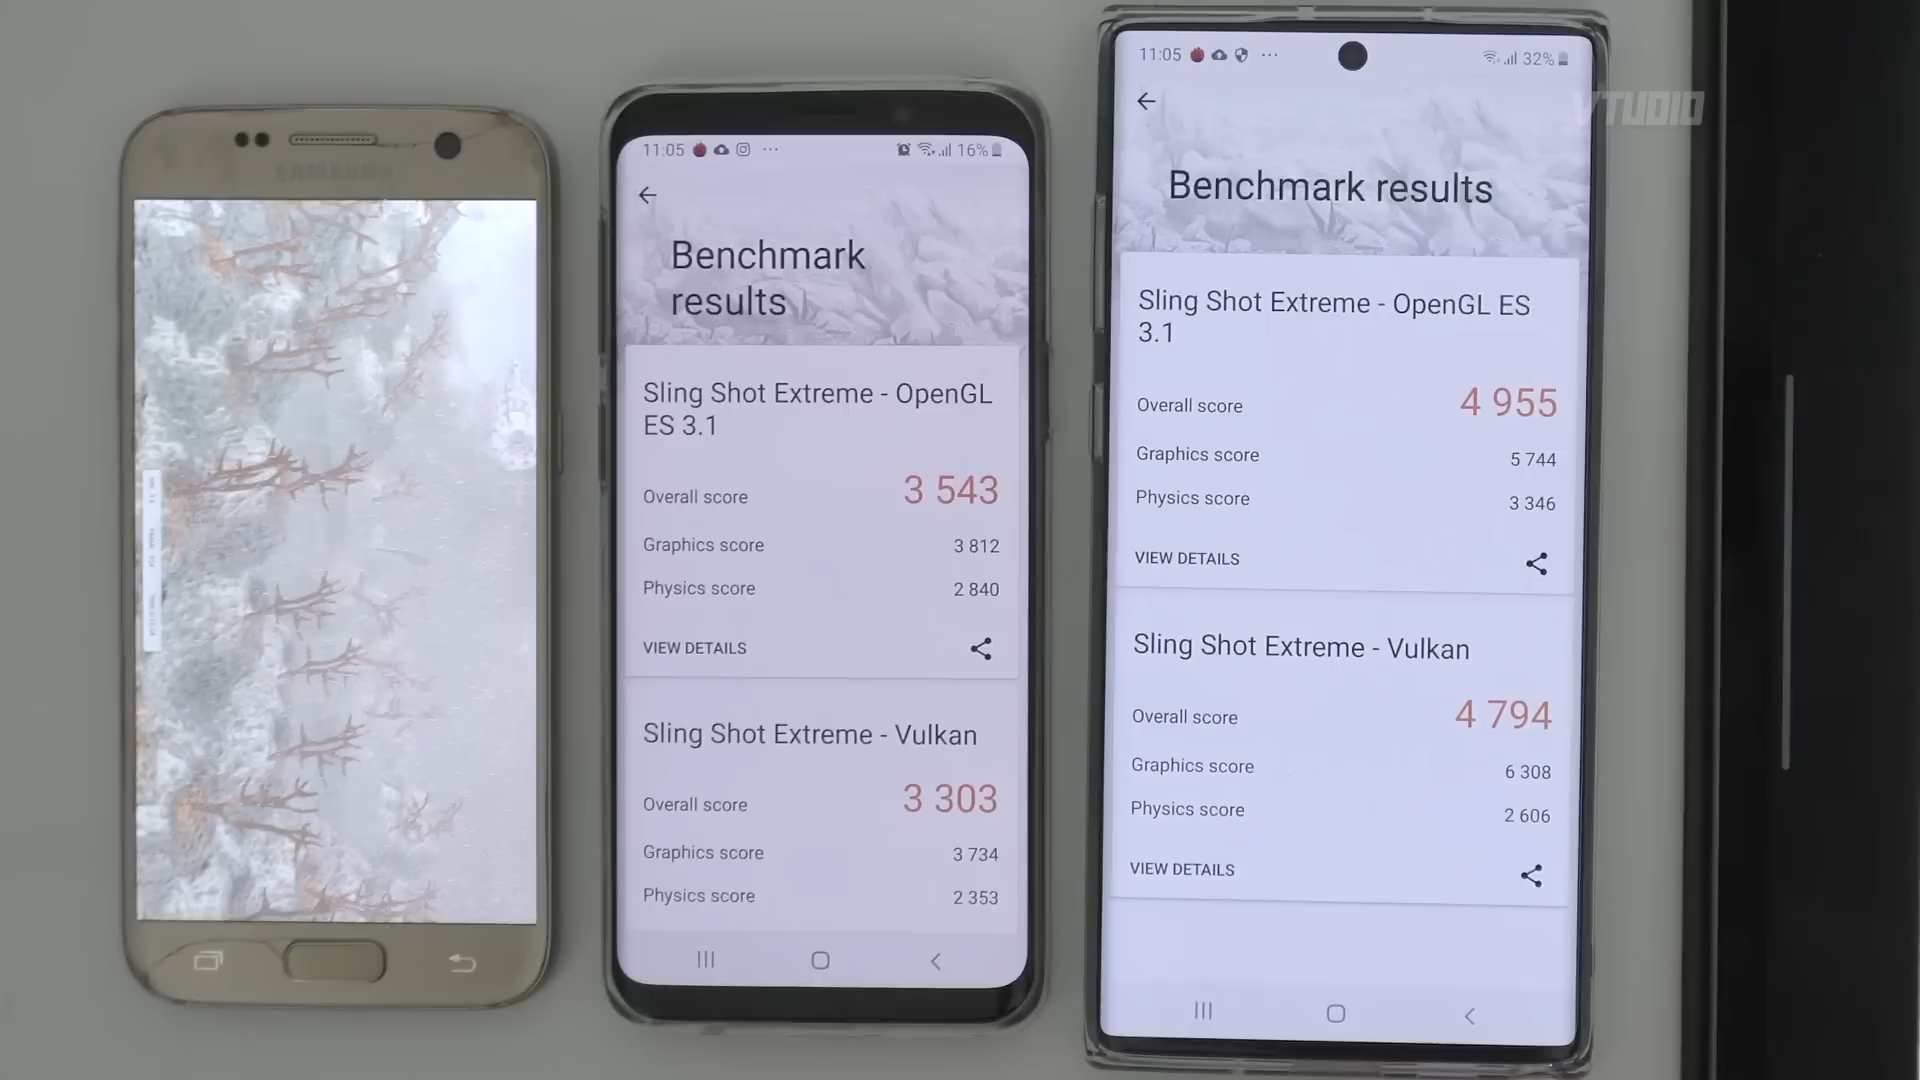 SAMSUNG
11:05
16%
Benchmark
results
Sling Shot Extreme - OpenGL
ES 3.1
Overall score 3 543
Graphics score 3 812
Physics score 2 840
VIEW DETAILS
Sling Shot Extreme - Vulkan
Overall score 3 303
Graphics score 3 734
Physics score 2 353
11:05
32%
Benchmark results
Sling Shot Extreme - OpenGL ES
3.1
Overall score 4 955
Graphics score 5 744
Physics score 3 346
VIEW DETAILS
Sling Shot Extreme - Vulkan
Overall score 4 794
Graphics score 6 308
Physics score 2 606
VIEW DETAILS
VTUDIO